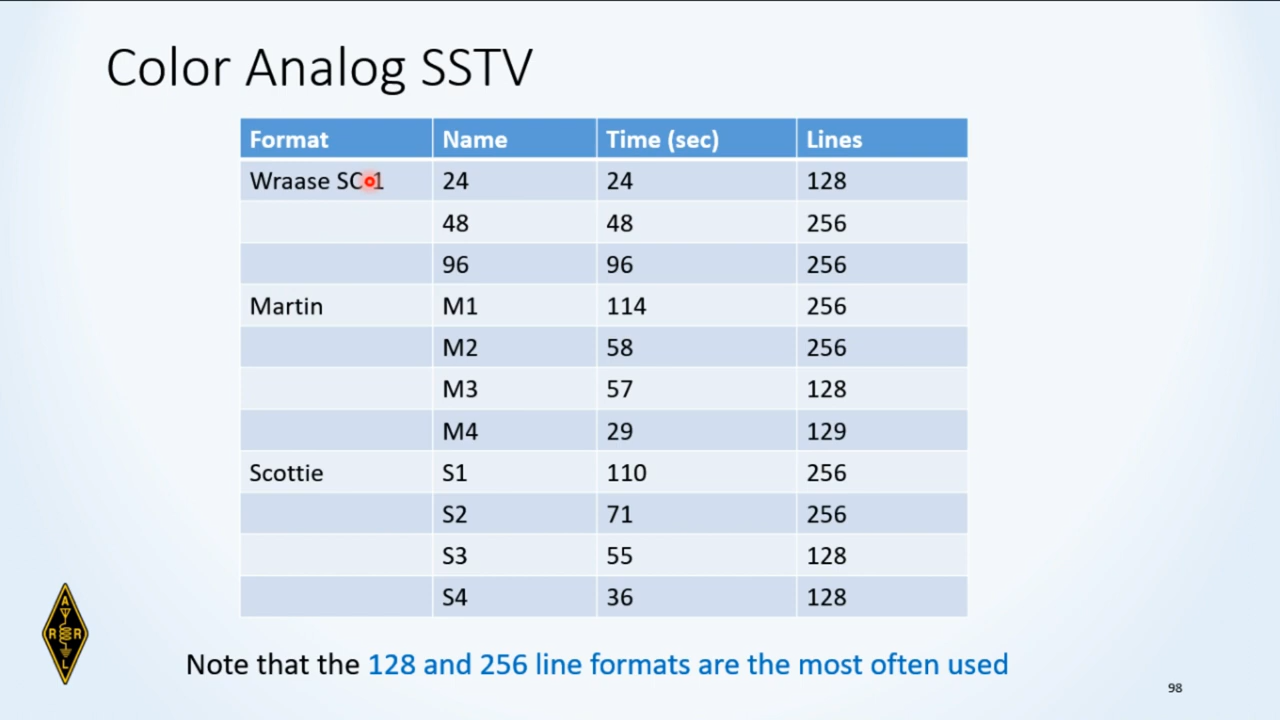 Color Analog SSTV
Format Name Time (sec) Lines
Wraase SC-1 24 24 128
48 48 256
96 96 256
Martin M1 114 256
M2 58 256
M3 57 128
M4 29 129
Scottie S1 110 256
S2 71 256
S3 55 128
S4 36 128
A
R R
L
Note that the 128 and 256 line formats are the most often used
98